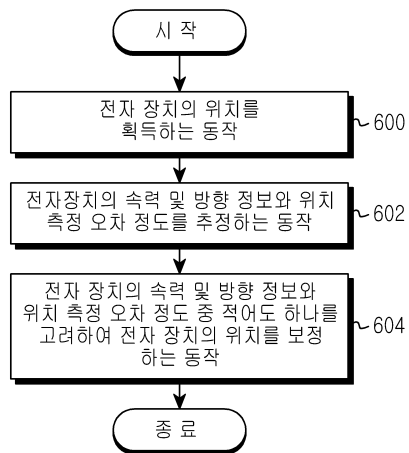 시 작
전자 장치의 위치를
획득하는 동작
600
전자장치의 속력 및 방향 정보와 위치
측정 오차 정도를 추정하는 동작
602
전자 장치의 속력 및 방향 정보와
위치 측정 오차 정도 중 적어도 하나를
고려하여 전자 장치의 위치를 보정
하는 동작
604
종 료